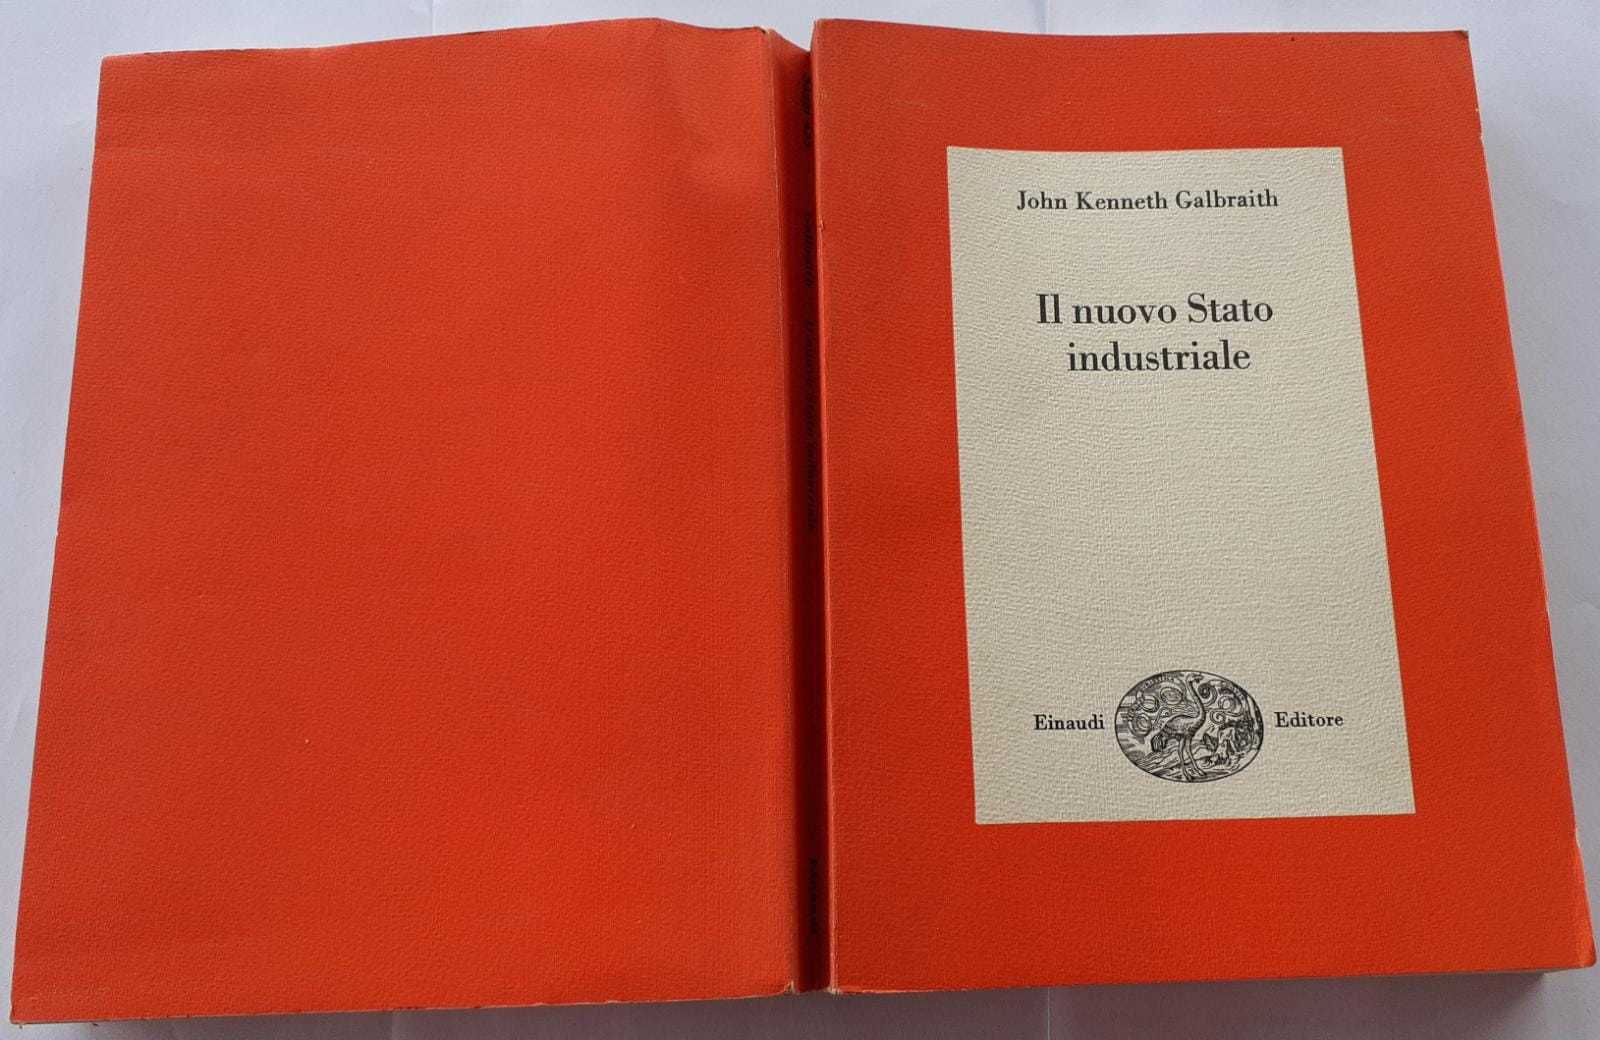 John Kenneth Galbraith
Il nuovo Stato
industriale
Einaudi Editore